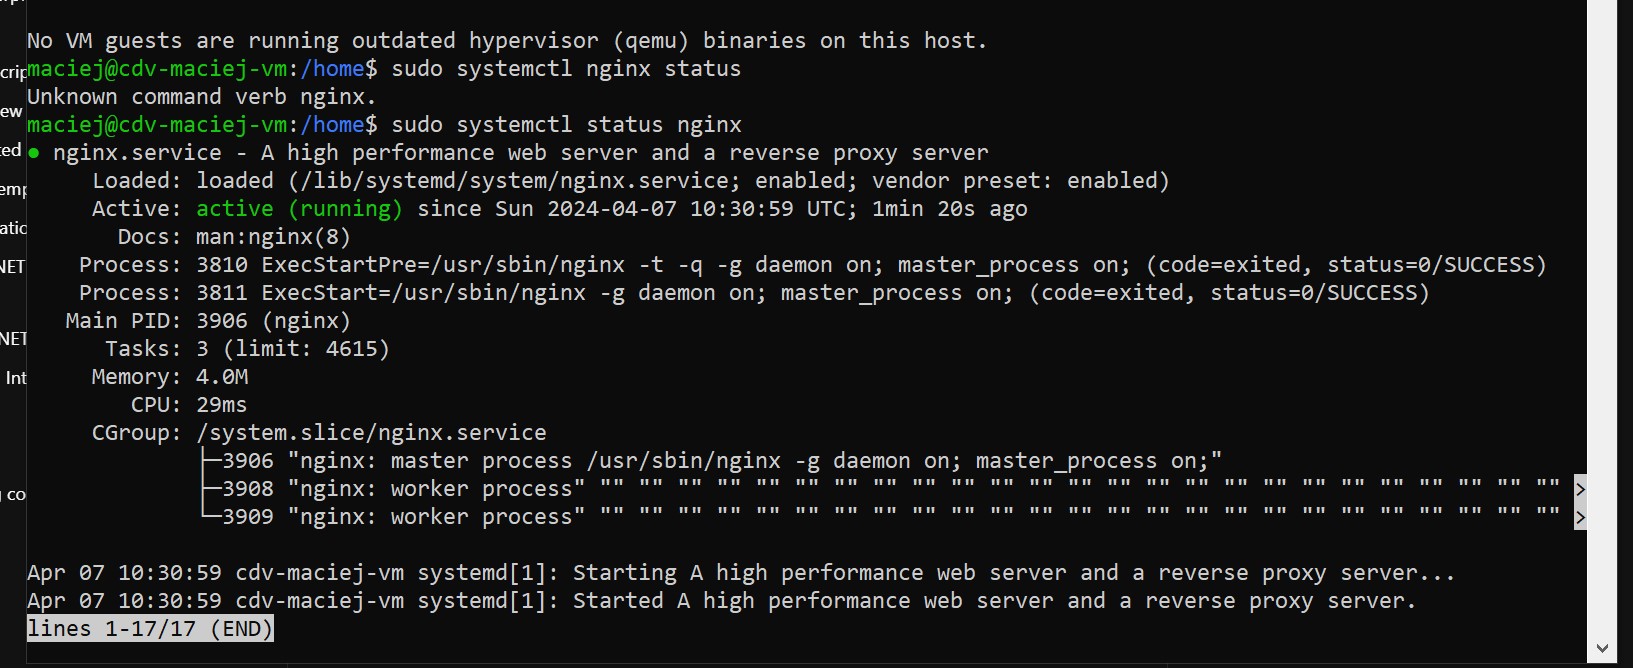 No VM guests are running outdated hypervisor (qemu) binaries on this host.
maciej@cdv-maciej-vm:/home$ sudo systemctl nginx status
Unknown command verb nginx.
maciej@cdv-maciej-vm:/home$ sudo systemctl status nginx
● nginx.service - A high performance web server and a reverse proxy server
Loaded: loaded (/lib/systemd/system/nginx.service; enabled; vendor preset: enabled)
Active: active (running) since Sun 2024-04-07 10:30:59 UTC; 1min 20s ago
Docs: man:nginx(8)
Process: 3810 ExecStartPre=/usr/sbin/nginx -t -q -g daemon on; master_process on; (code=exited, status=0/SUCCESS)
Process: 3811 ExecStart=/usr/sbin/nginx -g daemon on; master_process on; (code=exited, status=0/SUCCESS)
Main PID: 3906 (nginx)
Tasks: 3 (limit: 4615)
Memory: 4.0M
CPU: 29ms
CGroup: /system.slice/nginx.service
├─3906 "nginx: master process /usr/sbin/nginx -g daemon on; master_process on;"
├─3908 "nginx: worker process" "" "" "" "" "" "" "" "" "" "" "" "" "" "" "" "" "" "" "" "" "" "" "" "" "" >
└─3909 "nginx: worker process" "" "" "" "" "" "" "" "" "" "" "" "" "" "" "" "" "" "" "" "" "" "" "" "" "" >
Apr 07 10:30:59 cdv-maciej-vm systemd[1]: Starting A high performance web server and a reverse proxy server...
Apr 07 10:30:59 cdv-maciej-vm systemd[1]: Started A high performance web server and a reverse proxy server.
lines 1-17/17 (END)